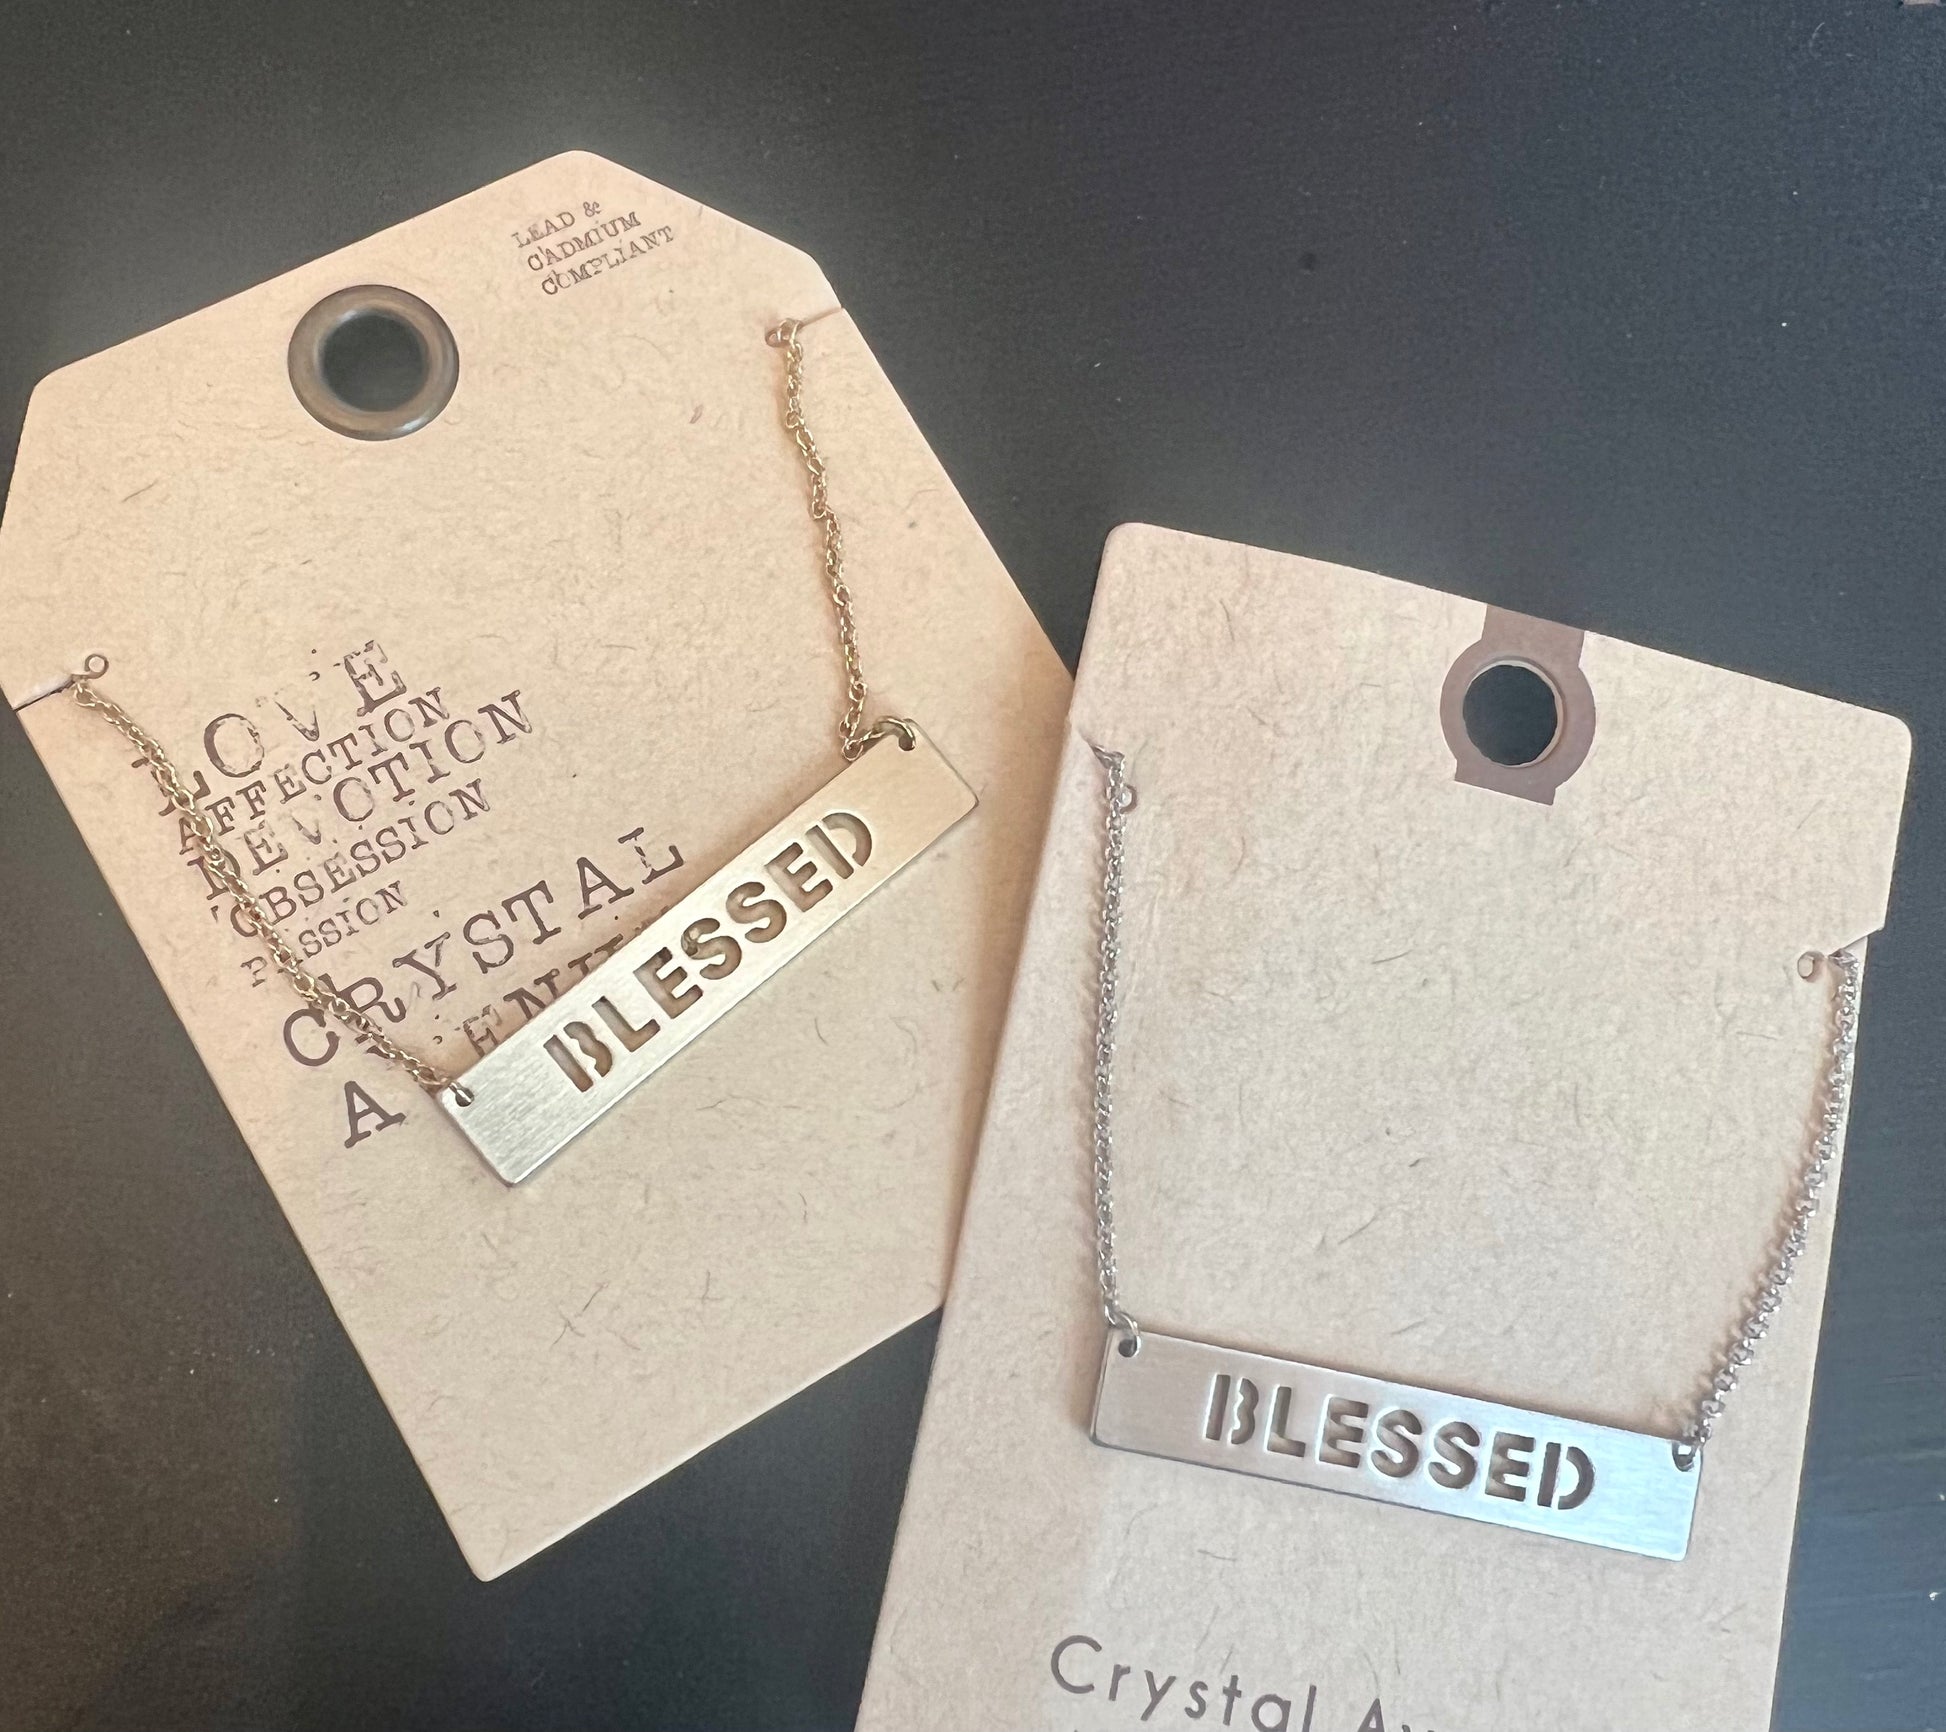 LEAD &
CADMIUM
COMPLIANT
LOVE
AFFECTION
DEVOTION
OBSESSION
PASSION
CRYSTAL
BLESSED
BLESSED
Crystal